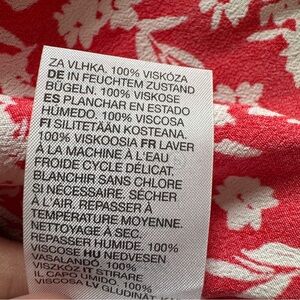 ZA VLHKA. 100% VISKÓZA
DE IN FEUCHTEM ZUSTAND
BÜGELN. 100% VISKOSE
ES PLANCHAR EN ESTADO
HÚMEDO. 100% VISCOSA
FI SILITETÄÄN KOSTEANA.
100% VISKOOSIA FR LAVER
À LA MACHINE À L'EAU
FROIDE CYCLE DÉLICAT.
BLANCHIR SANS CHLORE
SI NÉCESSAIRE. SÉCHER
À L'AIR. REPASSER À
TEMPÉRATURE MOYENNE.
NETTOYAGE À SEC.
REPASSER HUMIDE. 100%
VISCOSE HU NEDVESEN
VASALANDÓ. 100%
VISZKÓZ IT STIRARE
IL CAPO UMIDO. 100%
VISCOSA LV GLUDINĀT